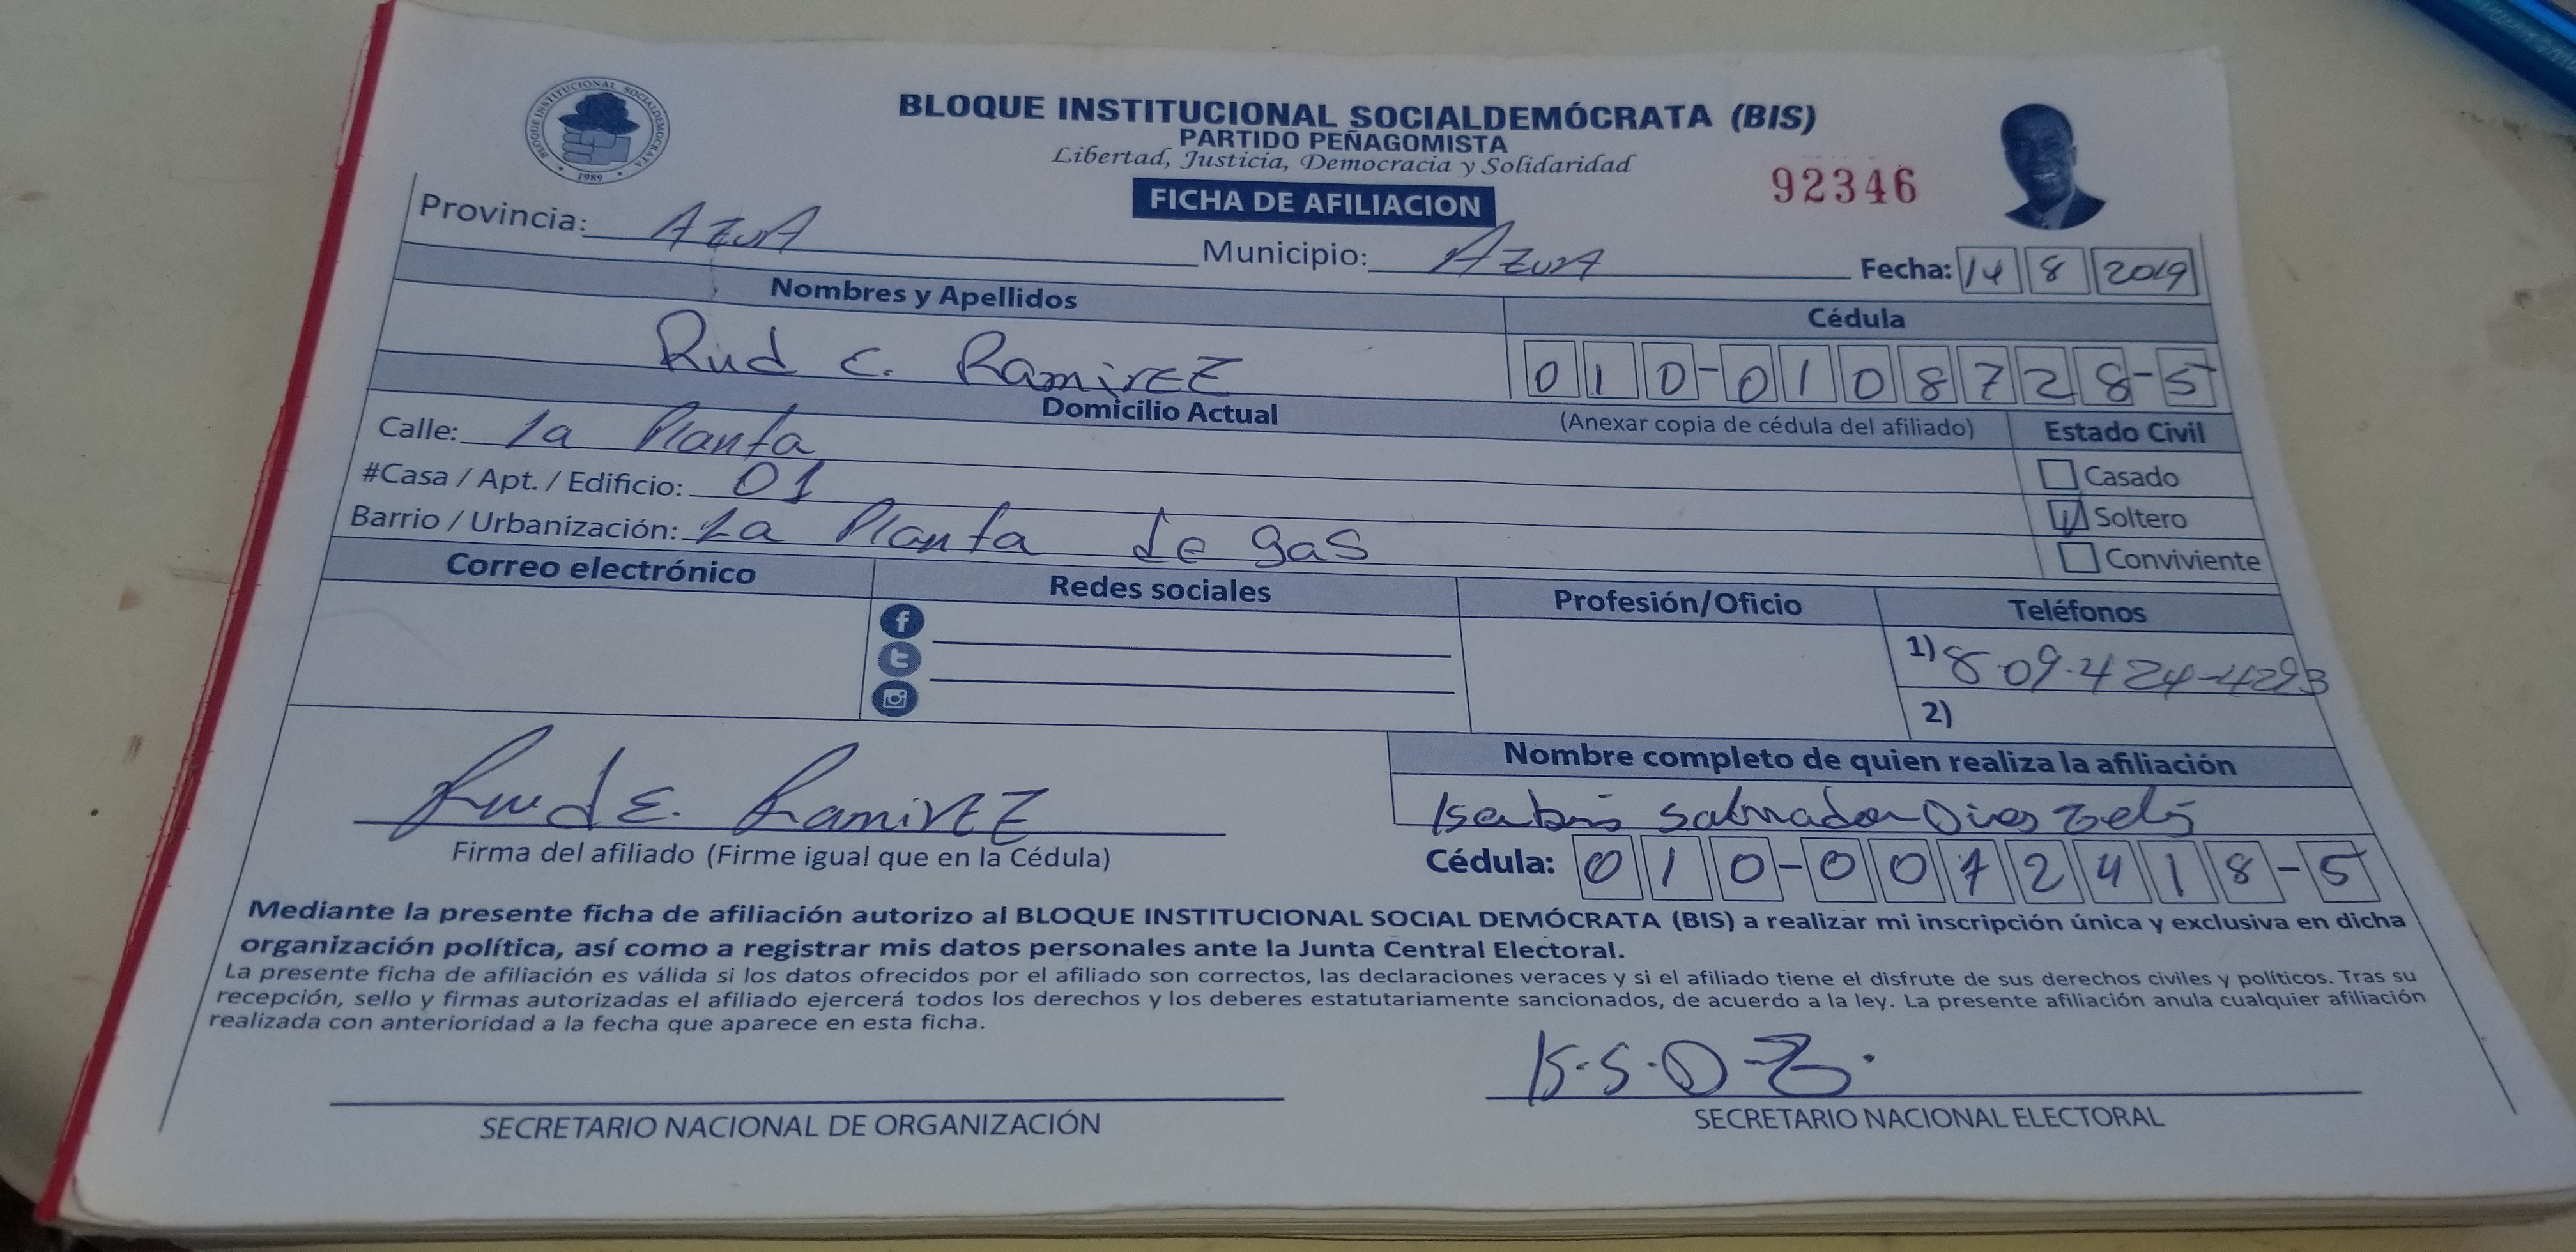 BLOQUE INSTITUCIONAL SOCIALDEMÓCRATA (BIS)
PARTIDO PEÑAGOMISTA
Libertad, Justicia, Democracia y Solidaridad
BLOQUE INSTITUCIONAL SOCIALDEMOCRATA
1989
FICHA DE AFILIACION
92346
Provincia: AZUA
Municipio: AZUA
Fecha: 14 8 2019
Nombres y Apellidos
Cédula
Rud E. RamirEZ
010-0108728-5
Domicilio Actual
(Anexar copia de cédula del afiliado)
Estado Civil
Calle: La Planta
Casado
#Casa / Apt. / Edificio: 01
Soltero
Barrio / Urbanización: La Planta de gas
Conviviente
Correo electrónico
Redes sociales
Profesión/Oficio
Teléfonos
1) 809-424-4293
2)
Nombre completo de quien realiza la afiliación
Rud E. RamirEZ
Salvador
Firma del afiliado (Firme igual que en la Cédula)
Cédula: 010-0072418-5
Mediante la presente ficha de afiliación autorizo al BLOQUE INSTITUCIONAL SOCIAL DEMÓCRATA (BIS) a realizar mi inscripción única y exclusiva en dicha
organización política, así como a registrar mis datos personales ante la Junta Central Electoral.
La presente ficha de afiliación es válida si los datos ofrecidos por el afiliado son correctos, las declaraciones veraces y si el afiliado tiene el disfrute de sus derechos civiles y políticos. Tras su
recepción, sello y firmas autorizadas el afiliado ejercerá todos los derechos y los deberes estatutariamente sancionados, de acuerdo a la ley. La presente afiliación anula cualquier afiliación
realizada con anterioridad a la fecha que aparece en esta ficha.
SECRETARIO NACIONAL DE ORGANIZACIÓN
SECRETARIO NACIONAL ELECTORAL